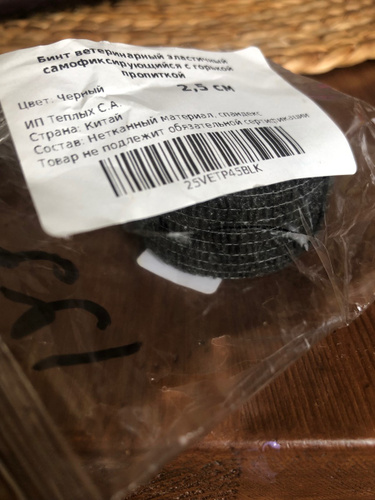 Бинт ветеринарный эластичный
самофиксирующийся с горькой
пропиткой
Цвет: Черный 2,5 см
ИП Теплых С.А.
Страна: Китай
Состав: Нетканный материал, спандекс
Товар не подлежит обязательной сертификации
25VETP45BLK